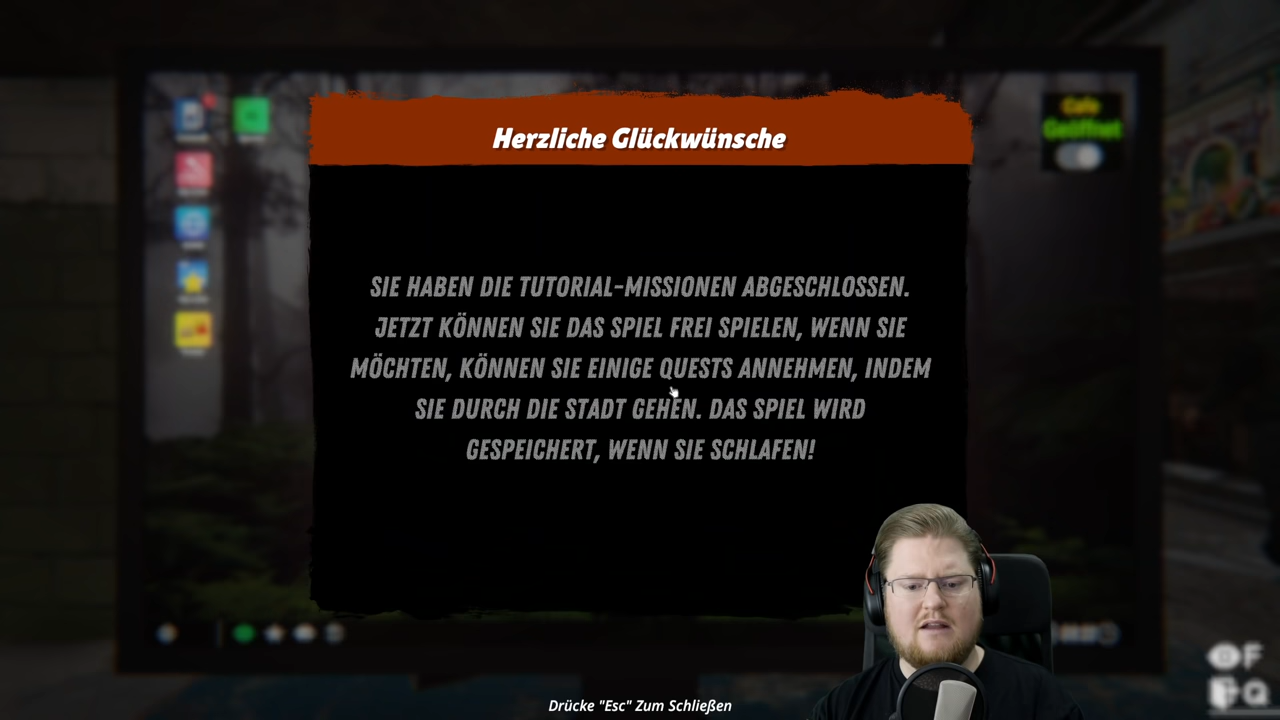 Cafe
Geöffnet
Herzliche Glückwünsche
SIE HABEN DIE TUTORIAL-MISSIONEN ABGESCHLOSSEN.
JETZT KÖNNEN SIE DAS SPIEL FREI SPIELEN, WENN SIE
MÖCHTEN, KÖNNEN SIE EINIGE QUESTS ANNEHMEN, INDEM
SIE DURCH DIE STADT GEHEN. DAS SPIEL WIRD
GESPEICHERT, WENN SIE SCHLAFEN!
F
Q
Drücke "Esc" Zum Schließen